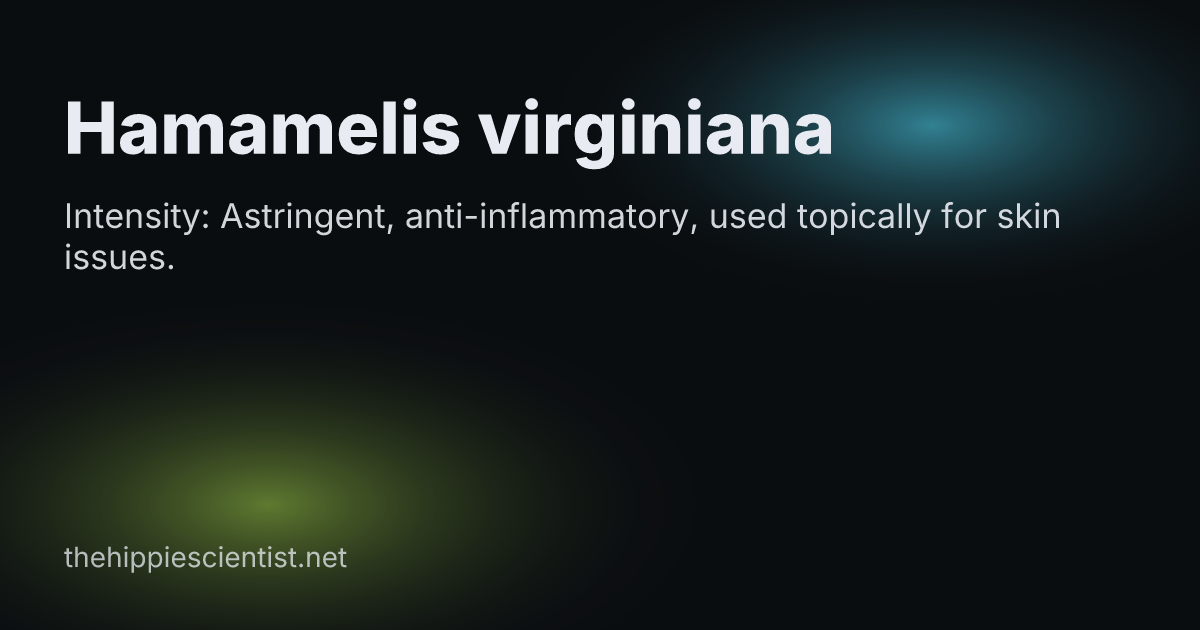 Hamamelis virginiana
Intensity: Astringent, anti-inflammatory, used topically for skin
issues.
thehippiescientist.net